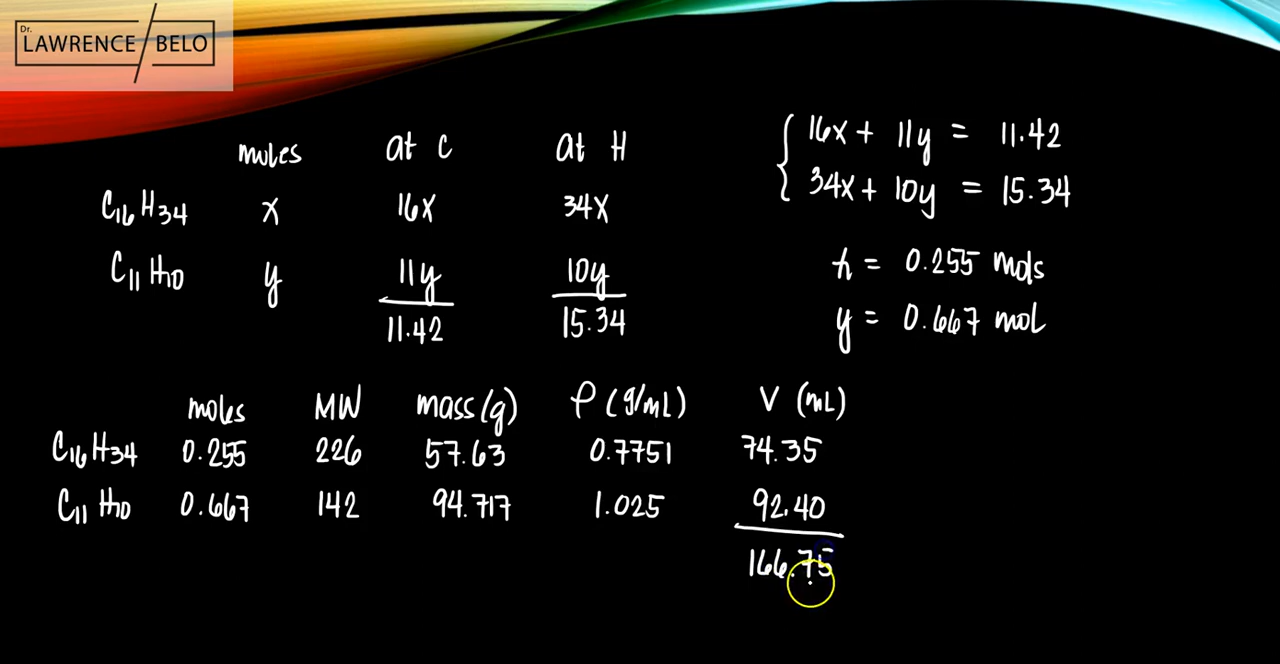 Dr.
LAWRENCE / BELO
moles at C at H
C₁₆H₃₄ x 16x 34x
C₁₁H₁₀ y 11y 10y
11.42 15.34
16x + 11y = 11.42
34x + 10y = 15.34
x = 0.255 mols
y = 0.667 mol
moles MW mass (g) ρ (g/mL) V (mL)
C₁₆H₃₄ 0.255 226 57.63 0.7751 74.35
C₁₁H₁₀ 0.667 142 94.717 1.025 92.40
166.75